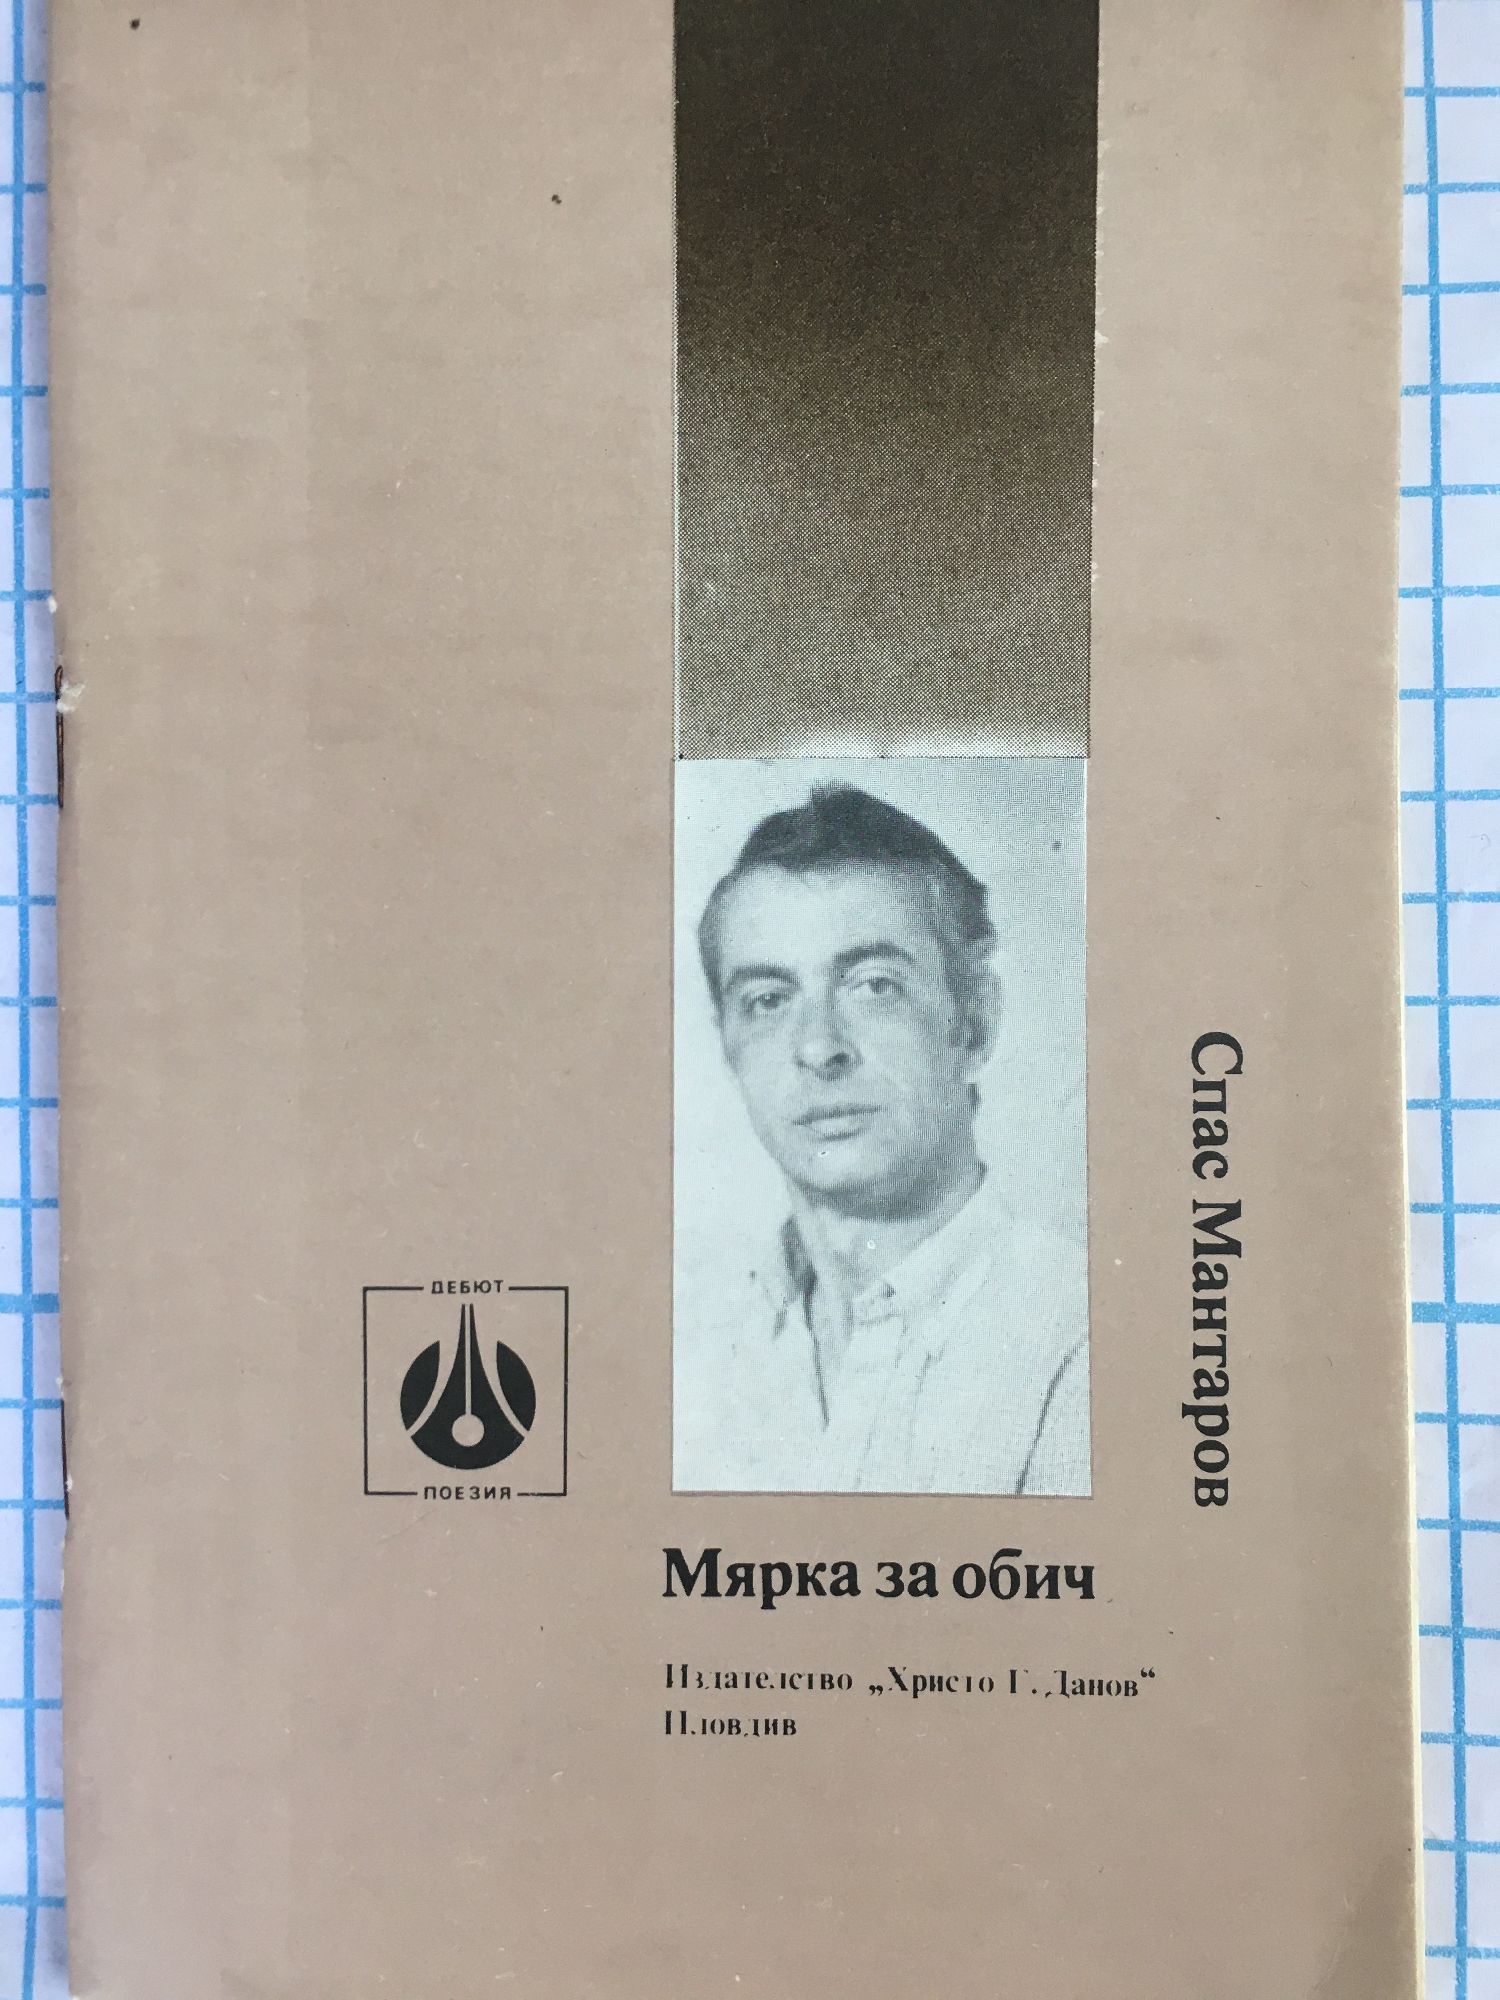 Спас Мантаров
ДЕБЮТ
ПОЕЗИЯ
Мярка за обич
Издателство „Христо Г. Данов“
Пловдив